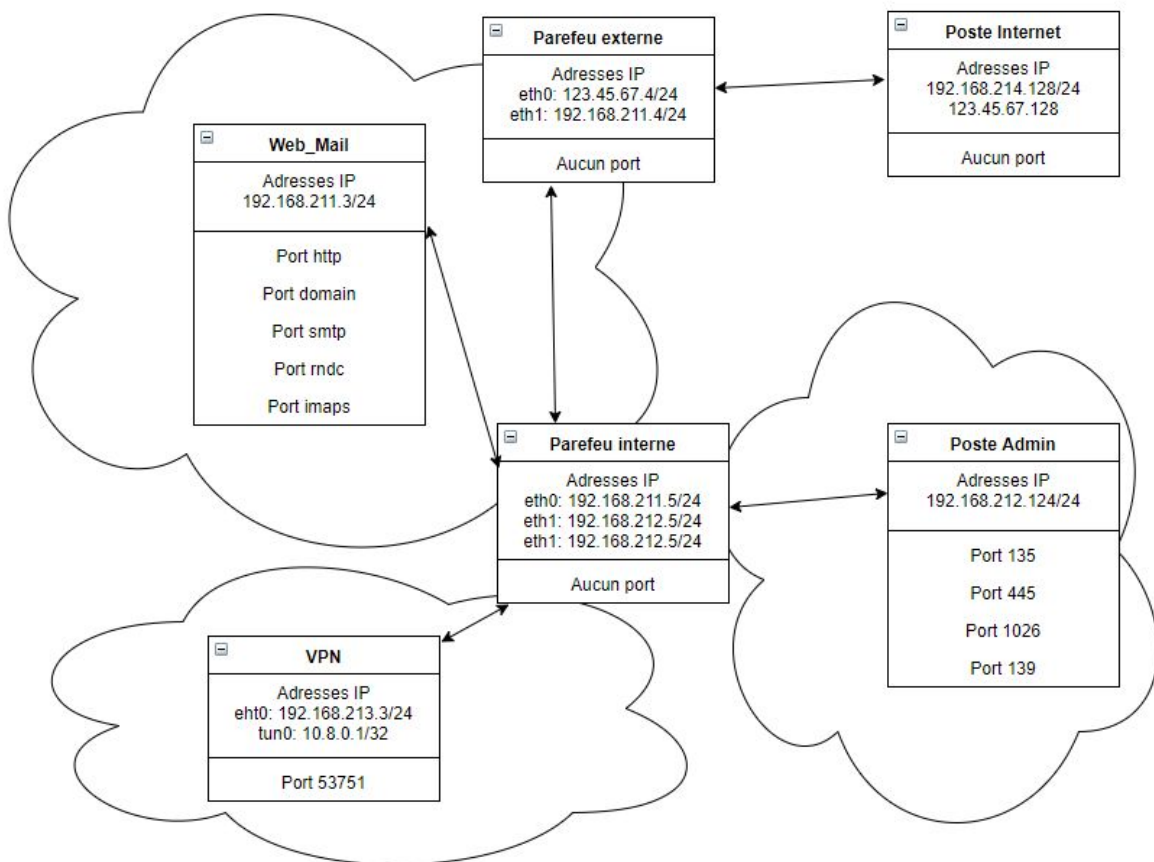 Parefeu externe
Adresses IP
eth0: 123.45.67.4/24
eth1: 192.168.211.4/24
Aucun port
Poste Internet
Adresses IP
192.168.214.128/24
123.45.67.128
Aucun port
Web_Mail
Adresses IP
192.168.211.3/24
Port http
Port domain
Port smtp
Port rndc
Port imaps
Parefeu interne
Adresses IP
eth0: 192.168.211.5/24
eth1: 192.168.212.5/24
eth1: 192.168.212.5/24
Aucun port
Poste Admin
Adresses IP
192.168.212.124/24
Port 135
Port 445
Port 1026
Port 139
VPN
Adresses IP
eht0: 192.168.213.3/24
tun0: 10.8.0.1/32
Port 53751